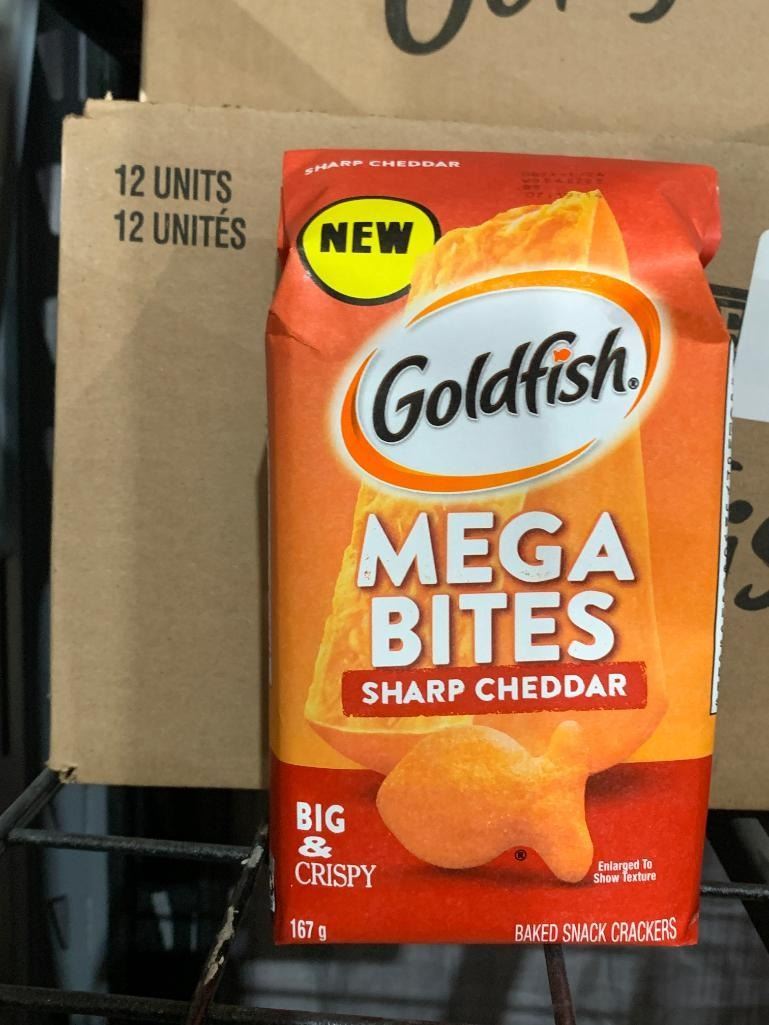 12 UNITS
12 UNITÉS
SHARP CHEDDAR
NEW
Goldfish®
MEGA
BITES
SHARP CHEDDAR
BIG
&
CRISPY
®
Enlarged To
Show Texture
167 g
BAKED SNACK CRACKERS